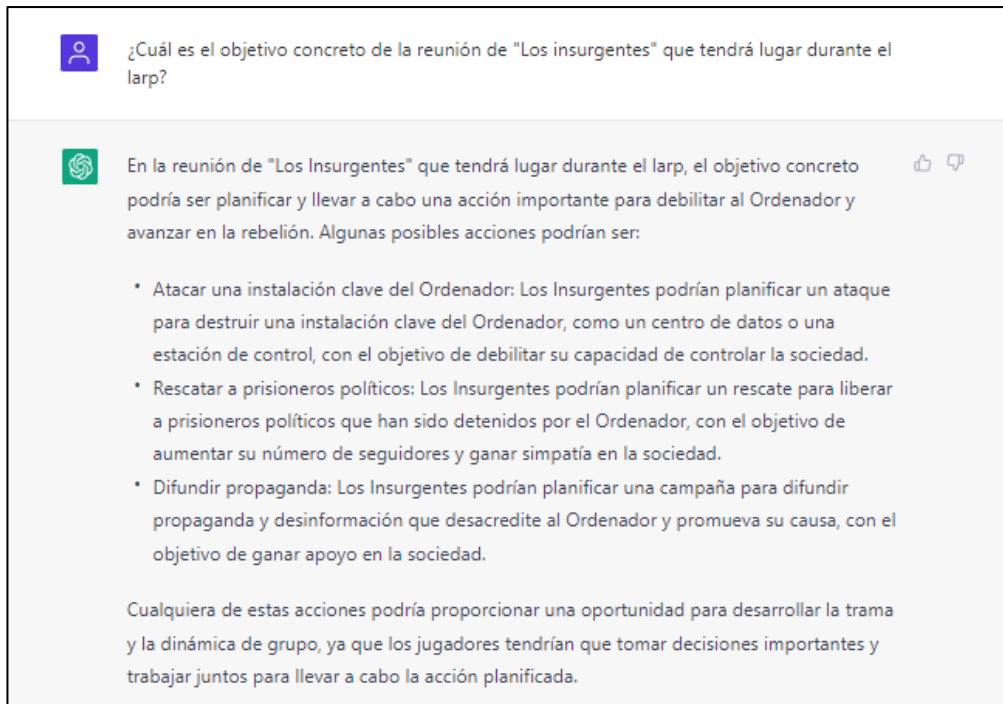 ¿Cuál es el objetivo concreto de la reunión de "Los insurgentes" que tendrá lugar durante el
larp?
En la reunión de "Los Insurgentes" que tendrá lugar durante el larp, el objetivo concreto
podría ser planificar y llevar a cabo una acción importante para debilitar al Ordenador y
avanzar en la rebelión. Algunas posibles acciones podrían ser:
• Atacar una instalación clave del Ordenador: Los Insurgentes podrían planificar un ataque
para destruir una instalación clave del Ordenador, como un centro de datos o una
estación de control, con el objetivo de debilitar su capacidad de controlar la sociedad.
• Rescatar a prisioneros políticos: Los Insurgentes podrían planificar un rescate para liberar
a prisioneros políticos que han sido detenidos por el Ordenador, con el objetivo de
aumentar su número de seguidores y ganar simpatía en la sociedad.
• Difundir propaganda: Los Insurgentes podrían planificar una campaña para difundir
propaganda y desinformación que desacredite al Ordenador y promueva su causa, con el
objetivo de ganar apoyo en la sociedad.
Cualquiera de estas acciones podría proporcionar una oportunidad para desarrollar la trama
y la dinámica de grupo, ya que los jugadores tendrían que tomar decisiones importantes y
trabajar juntos para llevar a cabo la acción planificada.